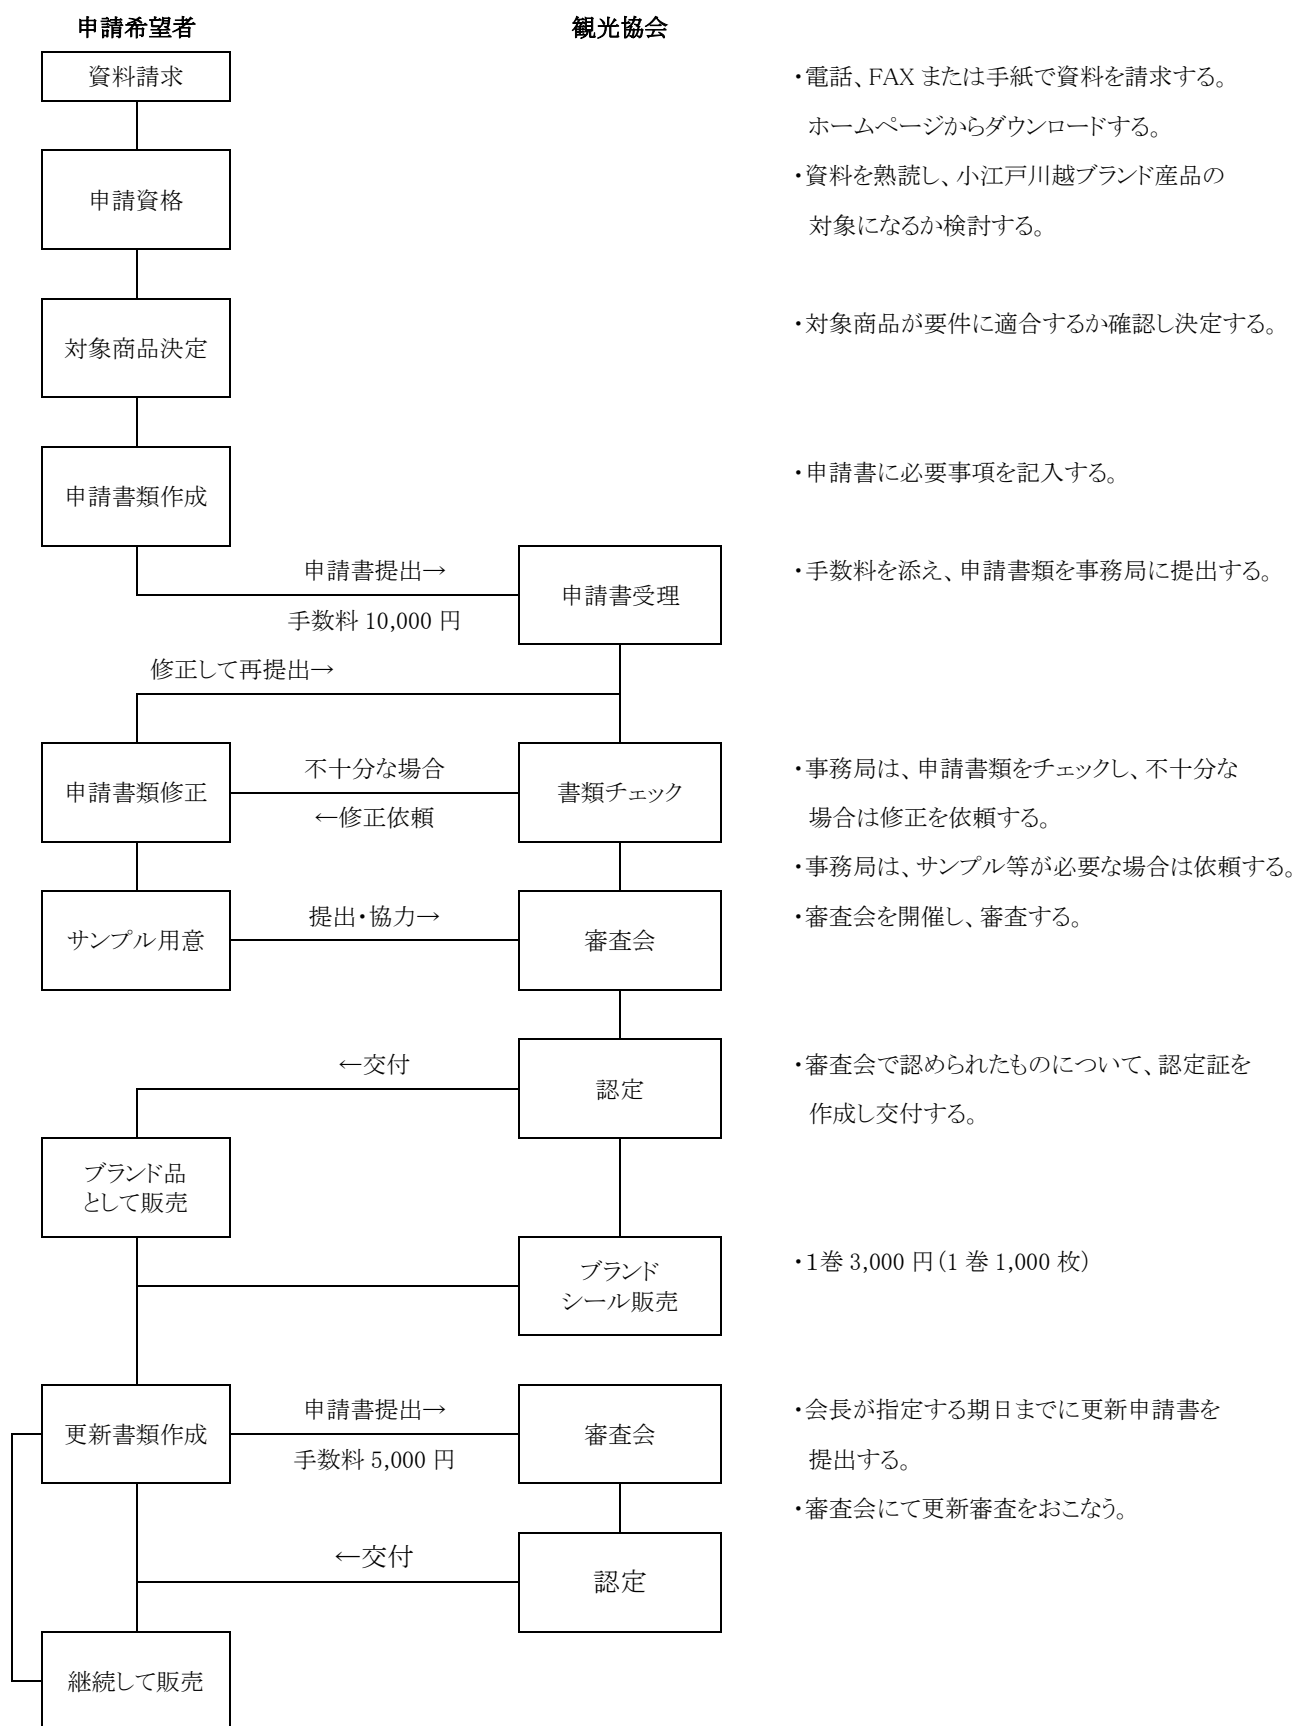 申請希望者
観光協会
資料請求
・電話、FAX または手紙で資料を請求する。
ホームページからダウンロードする。
申請資格
・資料を熟読し、小江戸川越ブランド産品の
対象になるか検討する。
対象商品決定
・対象商品が要件に適合するか確認し決定する。
申請書類作成
・申請書に必要事項を記入する。
申請書提出→
手数料 10,000 円
申請書受理
・手数料を添え、申請書類を事務局に提出する。
修正して再提出→
申請書類修正
不十分な場合
←修正依頼
書類チェック
・事務局は、申請書類をチェックし、不十分な
場合は修正を依頼する。
・事務局は、サンプル等が必要な場合は依頼する。
サンプル用意
提出・協力→
審査会
・審査会を開催し、審査する。
←交付
認定
・審査会で認められたものについて、認定証を
作成し交付する。
ブランド品
として販売
ブランド
シール販売
・1巻 3,000 円（1 巻 1,000 枚）
更新書類作成
申請書提出→
手数料 5,000 円
審査会
・会長が指定する期日までに更新申請書を
提出する。
・審査会にて更新審査をおこなう。
←交付
認定
継続して販売